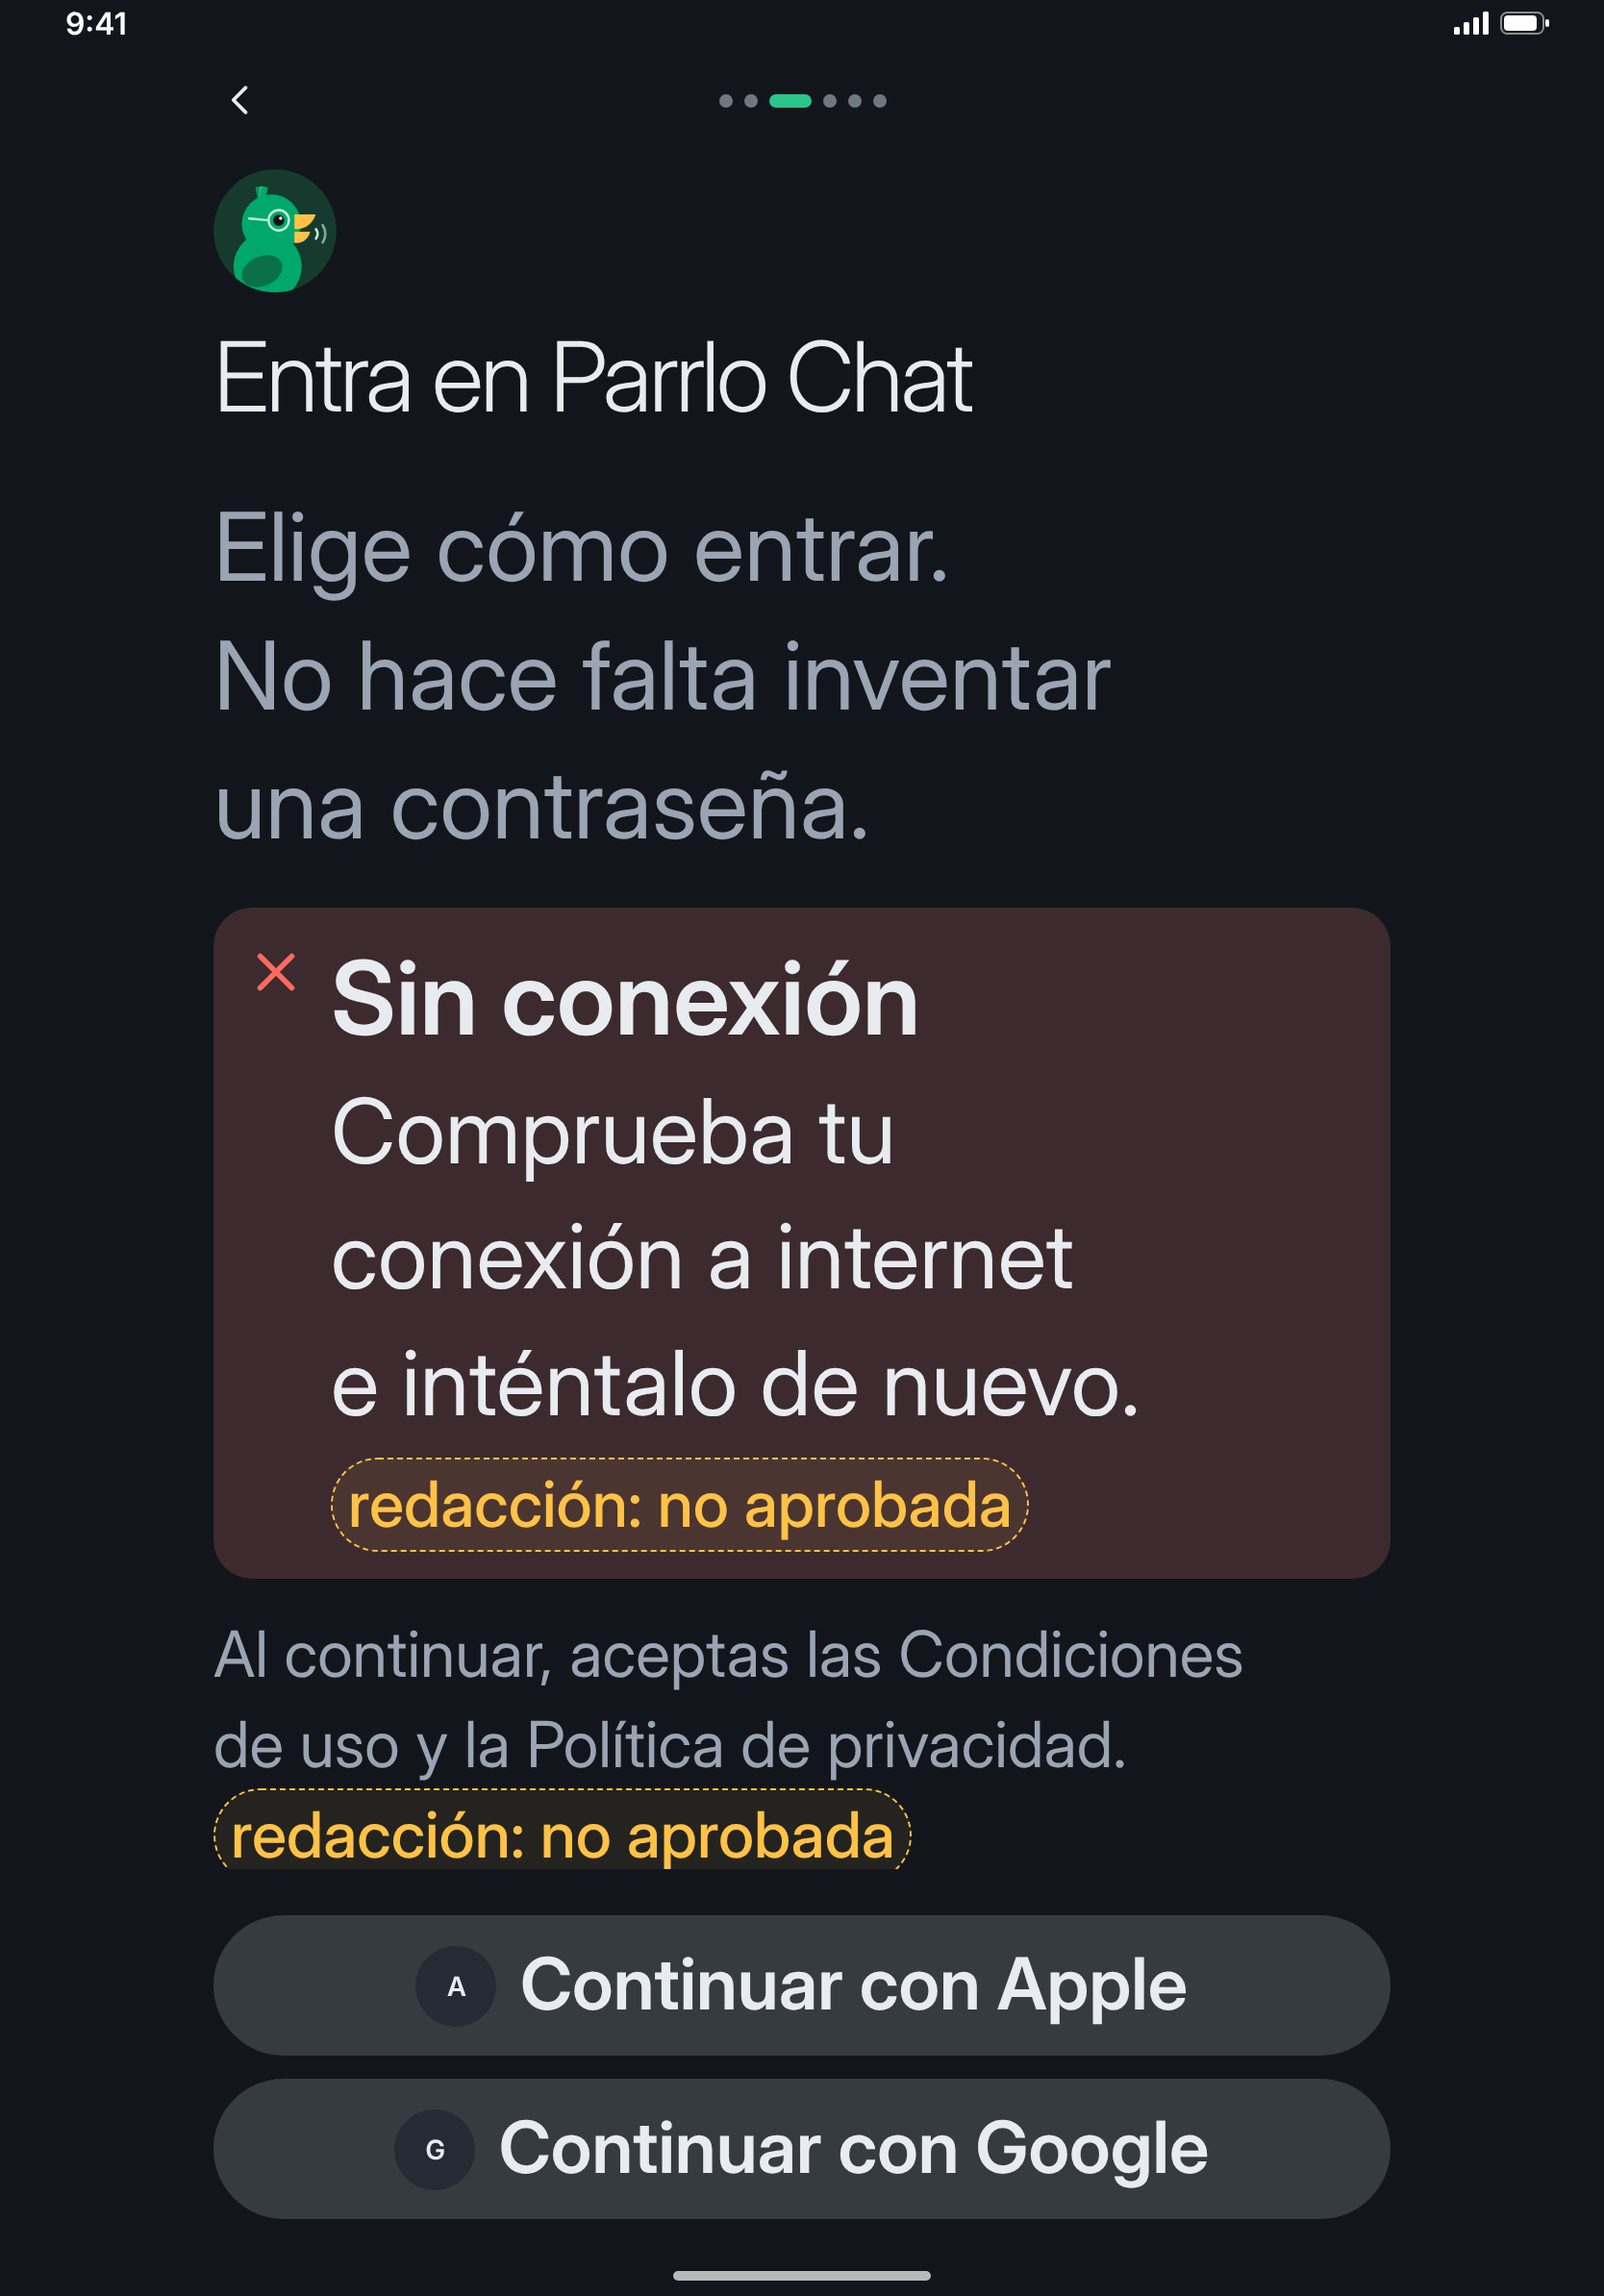 9:41
Entra en Parrlo Chat
Elige cómo entrar.
No hace falta inventar
una contraseña.
Sin conexión
Comprueba tu
conexión a internet
e inténtalo de nuevo.
redacción: no aprobada
Al continuar, aceptas las Condiciones
de uso y la Política de privacidad.
redacción: no aprobada
A Continuar con Apple
G Continuar con Google